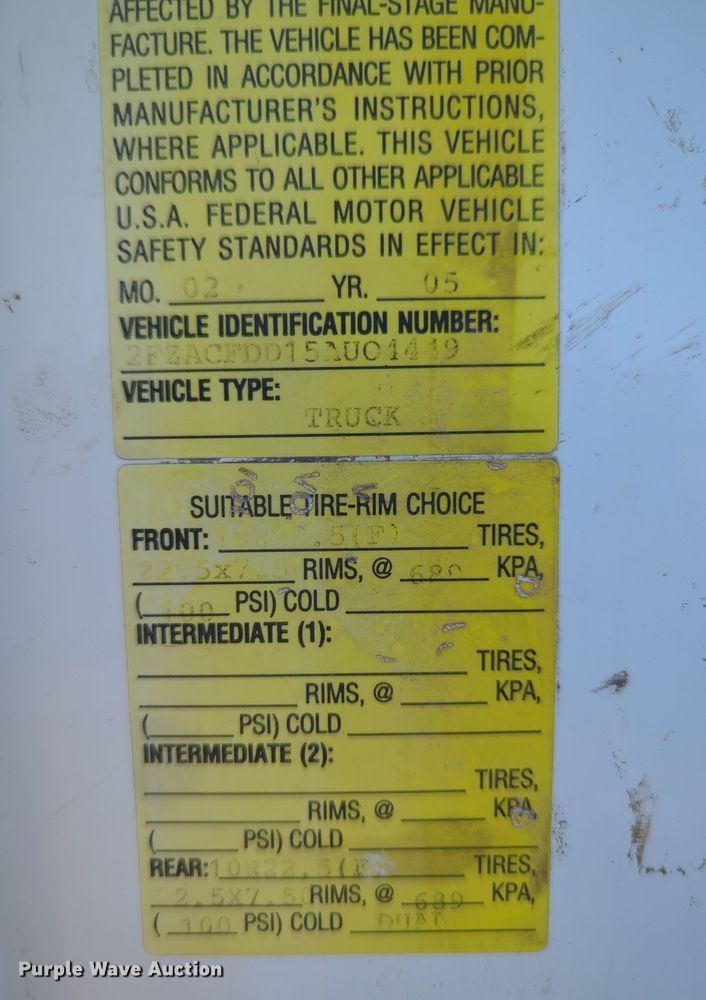 AFFECTED BY THE FINAL-STAGE MANU-
FACTURE. THE VEHICLE HAS BEEN COM-
PLETED IN ACCORDANCE WITH PRIOR
MANUFACTURER'S INSTRUCTIONS,
WHERE APPLICABLE. THIS VEHICLE
CONFORMS TO ALL OTHER APPLICABLE
U.S.A. FEDERAL MOTOR VEHICLE
SAFETY STANDARDS IN EFFECT IN:
MO. 02 YR. 05
VEHICLE IDENTIFICATION NUMBER:
VEHICLE TYPE:
TRUCK
SUITABLE TIRE-RIM CHOICE
FRONT: TIRES,
RIMS, @ KPA,
(100 PSI) COLD
INTERMEDIATE (1):
TIRES,
RIMS, @ KPA,
( PSI) COLD
INTERMEDIATE (2):
TIRES,
RIMS, @ KPA,
( PSI) COLD
REAR: 10R22.5(F) TIRES,
RIMS, @ 689 KPA,
(100 PSI) COLD DUAL
Purple Wave Auction